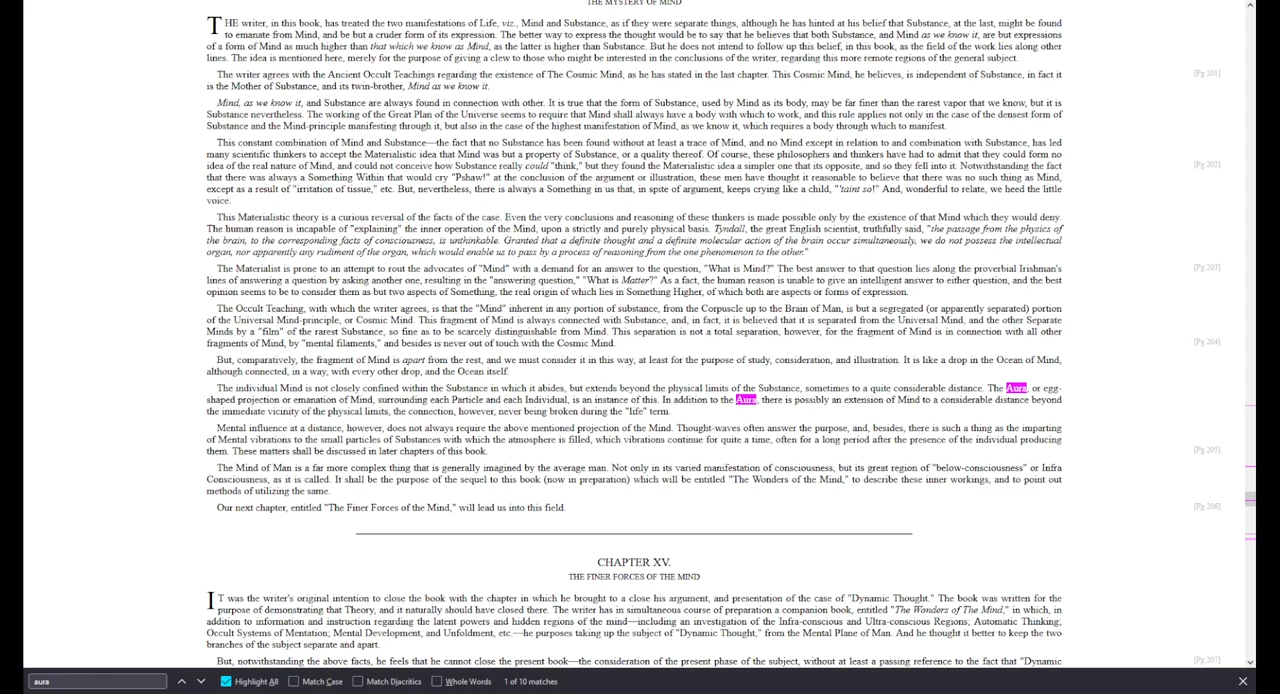 THE MYSTERY OF MIND
THE writer, in this book, has treated the two manifestations of Life, viz., Mind and Substance, as if they were separate things, although he has hinted at his belief that Substance, at the last, might be found
to emanate from Mind, and be but a cruder form of its expression. The better way to express the thought would be to say that he believes that both Substance, and Mind as we know it, are but expressions
of a form of Mind as much higher than that which we know as Mind, as the latter is higher than Substance. But he does not intend to follow up this belief, in this book, as the field of the work lies along other
lines. The idea is mentioned here, merely for the purpose of giving a clew to those who might be interested in the conclusions of the writer, regarding this more remote regions of the general subject.
The writer agrees with the Ancient Occult Teachings regarding the existence of The Cosmic Mind, as he has stated in the last chapter. This Cosmic Mind, he believes, is independent of Substance, in fact it
is the Mother of Substance, and its twin-brother, Mind as we know it.
[Pg 201]
Mind, as we know it, and Substance are always found in connection with other. It is true that the form of Substance, used by Mind as its body, may be far finer than the rarest vapor that we know, but it is
Substance nevertheless. The working of the Great Plan of the Universe seems to require that Mind shall always have a body with which to work, and this rule applies not only in the case of the densest form of
Substance and the Mind-principle manifesting through it, but also in the case of the highest manifestation of Mind, as we know it, which requires a body through which to manifest.
This constant combination of Mind and Substance—the fact that no Substance has been found without at least a trace of Mind, and no Mind except in relation to and combination with Substance, has led
many scientific thinkers to accept the Materialistic idea that Mind was but a property of Substance, or a quality thereof. Of course, these philosophers and thinkers have had to admit that they could form no
idea of the real nature of Mind, and could not conceive how Substance really could "think," but they found the Materialistic idea a simpler one that its opposite, and so they fell into it. Notwithstanding the fact
[Pg 202]
that there was always a Something Within that would cry "Pshaw!" at the conclusion of the argument or illustration, these men have thought it reasonable to believe that there was no such thing as Mind,
except as a result of "irritation of tissue," etc. But, nevertheless, there is always a Something in us that, in spite of argument, keeps crying like a child, "'taint so!" And, wonderful to relate, we heed the little
voice.
This Materialistic theory is a curious reversal of the facts of the case. Even the very conclusions and reasoning of these thinkers is made possible only by the existence of that Mind which they would deny.
The human reason is incapable of "explaining" the inner operation of the Mind, upon a strictly and purely physical basis. Tyndall, the great English scientist, truthfully said, "the passage from the physics of
the brain, to the corresponding facts of consciousness, is unthinkable. Granted that a definite thought and a definite molecular action of the brain occur simultaneously, we do not possess the intellectual
organ, nor apparently any rudiment of the organ, which would enable us to pass by a process of reasoning from the one phenomenon to the other."
The Materialist is prone to an attempt to rout the advocates of "Mind" with a demand for an answer to the question, "What is Mind?" The best answer to that question lies along the proverbial Irishman's
[Pg 203]
lines of answering a question by asking another one, resulting in the "answering question," "What is Matter?" As a fact, the human reason is unable to give an intelligent answer to either question, and the best
opinion seems to be to consider them as but two aspects of Something, the real origin of which lies in Something Higher, of which both are aspects or forms of expression.
The Occult Teaching, with which the writer agrees, is that the "Mind" inherent in any portion of substance, from the Corpuscle up to the Brain of Man, is but a segregated (or apparently separated) portion
of the Universal Mind-principle, or Cosmic Mind. This fragment of Mind is always connected with Substance, and, in fact, it is believed that it is separated from the Universal Mind, and the other Separate
Minds by a "film" of the rarest Substance, so fine as to be scarcely distinguishable from Mind. This separation is not a total separation, however, for the fragment of Mind is in connection with all other
fragments of Mind, by "mental filaments," and besides is never out of touch with the Cosmic Mind.
[Pg 204]
But, comparatively, the fragment of Mind is apart from the rest, and we must consider it in this way, at least for the purpose of study, consideration, and illustration. It is like a drop in the Ocean of Mind,
although connected, in a way, with every other drop, and the Ocean itself.
The individual Mind is not closely confined within the Substance in which it abides, but extends beyond the physical limits of the Substance, sometimes to a quite considerable distance. The Aura, or egg-
shaped projection or emanation of Mind, surrounding each Particle and each Individual, is an instance of this. In addition to the Aura, there is possibly an extension of Mind to a considerable distance beyond
the immediate vicinity of the physical limits, the connection, however, never being broken during the "life" term.
Mental influence at a distance, however, does not always require the above mentioned projection of the Mind. Thought-waves often answer the purpose, and, besides, there is such a thing as the imparting
of Mental vibrations to the small particles of Substances with which the atmosphere is filled, which vibrations continue for quite a time, often for a long period after the presence of the individual producing
them. These matters shall be discussed in later chapters of this book.
[Pg 205]
The Mind of Man is a far more complex thing that is generally imagined by the average man. Not only in its varied manifestation of consciousness, but its great region of "below-consciousness" or Infra
Consciousness, as it is called. It shall be the purpose of the sequel to this book (now in preparation) which will be entitled "The Wonders of the Mind," to describe these inner workings, and to point out
methods of utilizing the same.
Our next chapter, entitled "The Finer Forces of the Mind," will lead us into this field.
[Pg 206]
CHAPTER XV.
THE FINER FORCES OF THE MIND
IT was the writer's original intention to close the book with the chapter in which he brought to a close his argument, and presentation of the case of "Dynamic Thought." The book was written for the
purpose of demonstrating that Theory, and it naturally should have closed there. The writer has in simultaneous course of preparation a companion book, entitled "The Wonders of The Mind," in which, in
addition to information and instruction regarding the latent powers and hidden regions of the mind—including an investigation of the Infra-conscious and Ultra-conscious Regions; Automatic Thinking;
Occult Systems of Mentation; Mental Development, and Unfoldment, etc.—he purposes taking up the subject of "Dynamic Thought," from the Mental Plane of Man. And he thought it better to keep the two
branches of the subject separate and apart.
But, notwithstanding the above facts, he feels that he cannot close the present book—the consideration of the present phase of the subject, without at least a passing reference to the fact that "Dynamic
[Pg 207]
aura Highlight All Match Case Match Diacritics Whole Words 1 of 10 matches